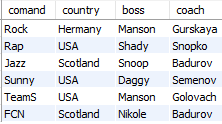 comand country boss coach
Rock Hermany Manson Gurskaya
Rap USA Shady Snopko
Jazz Scotland Snoop Badurov
Sunny USA Daggy Semenov
TeamS USA Manson Golovach
FCN Scotland Nikole Badurov